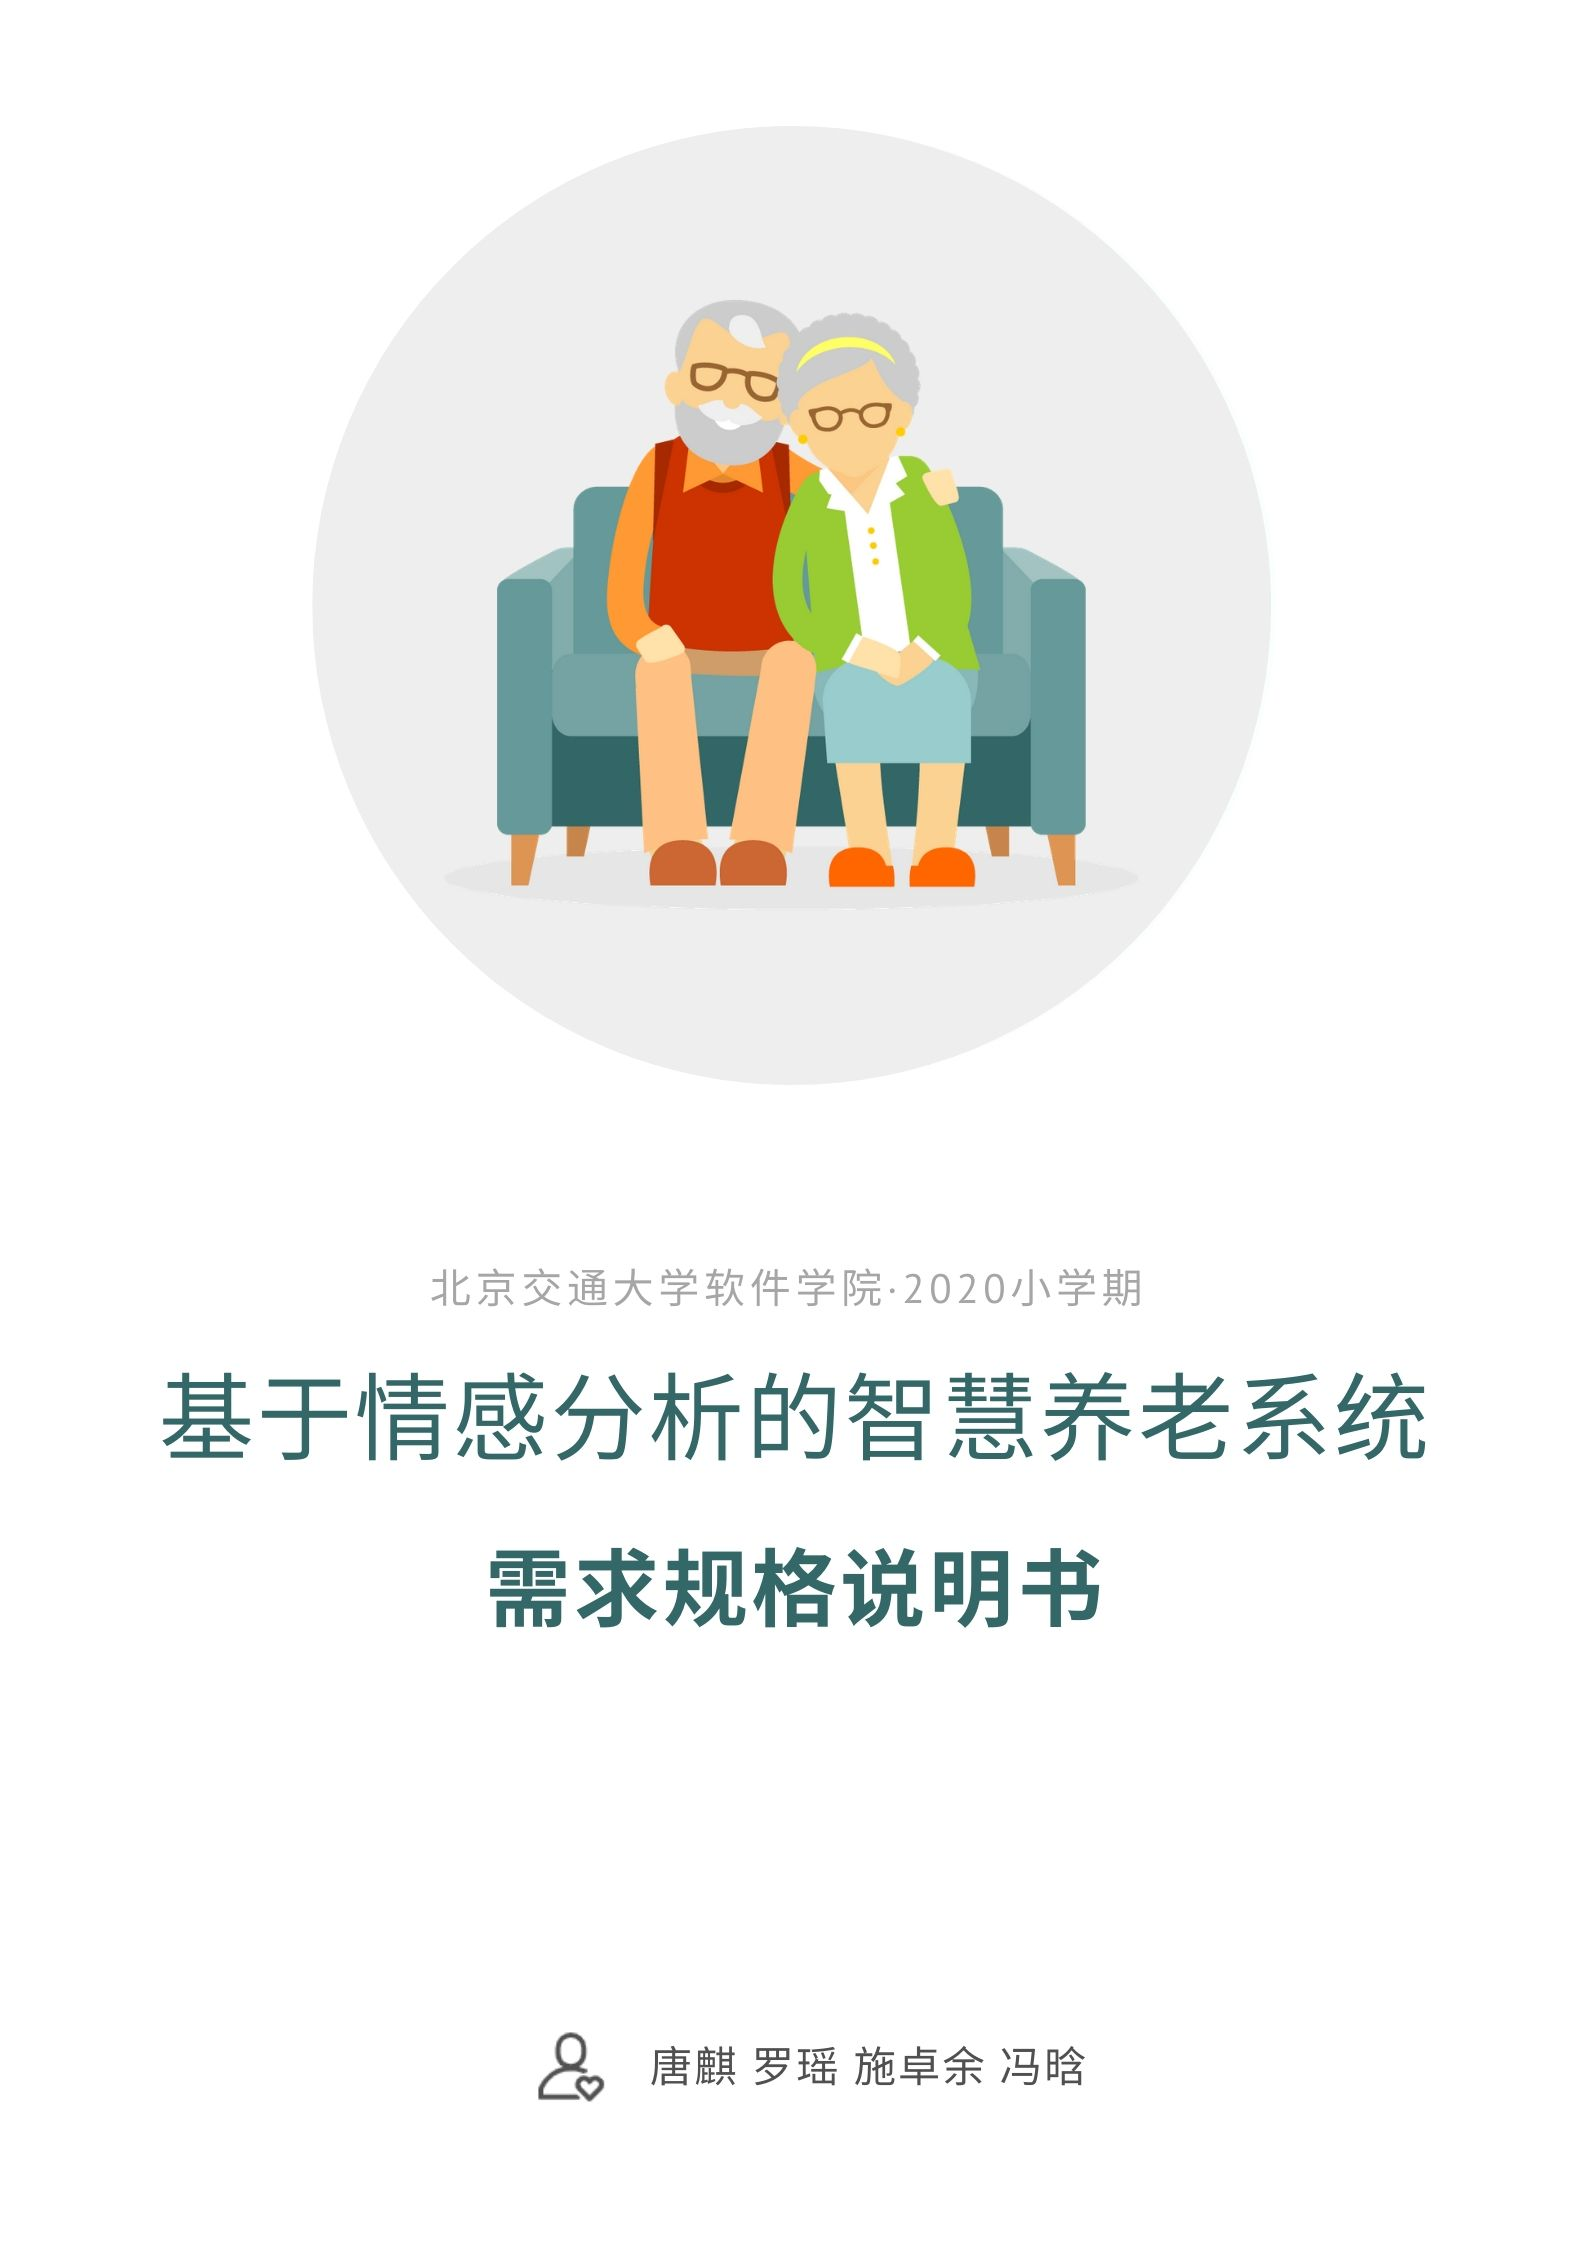 北京交通大学软件学院·2020小学期
基于情感分析的智慧养老系统
需求规格说明书
唐麒 罗瑶 施卓余 冯晗